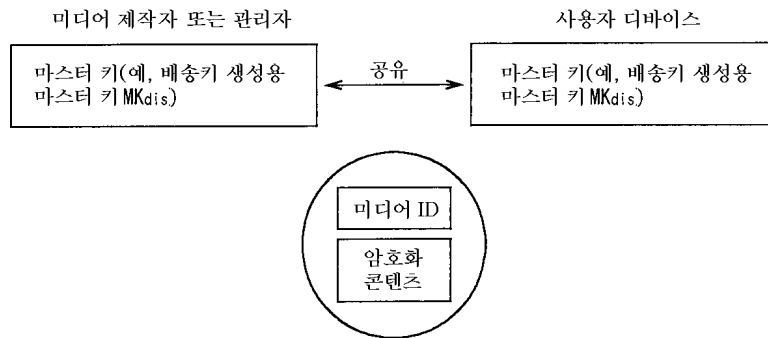 미디어 제작자 또는 관리자
사용자 디바이스
마스터 키(예, 배송키 생성용
마스터 키 MKdis.)
공유
마스터 키(예, 배송키 생성용
마스터 키 MKdis.)
미디어 ID
암호화
콘텐츠